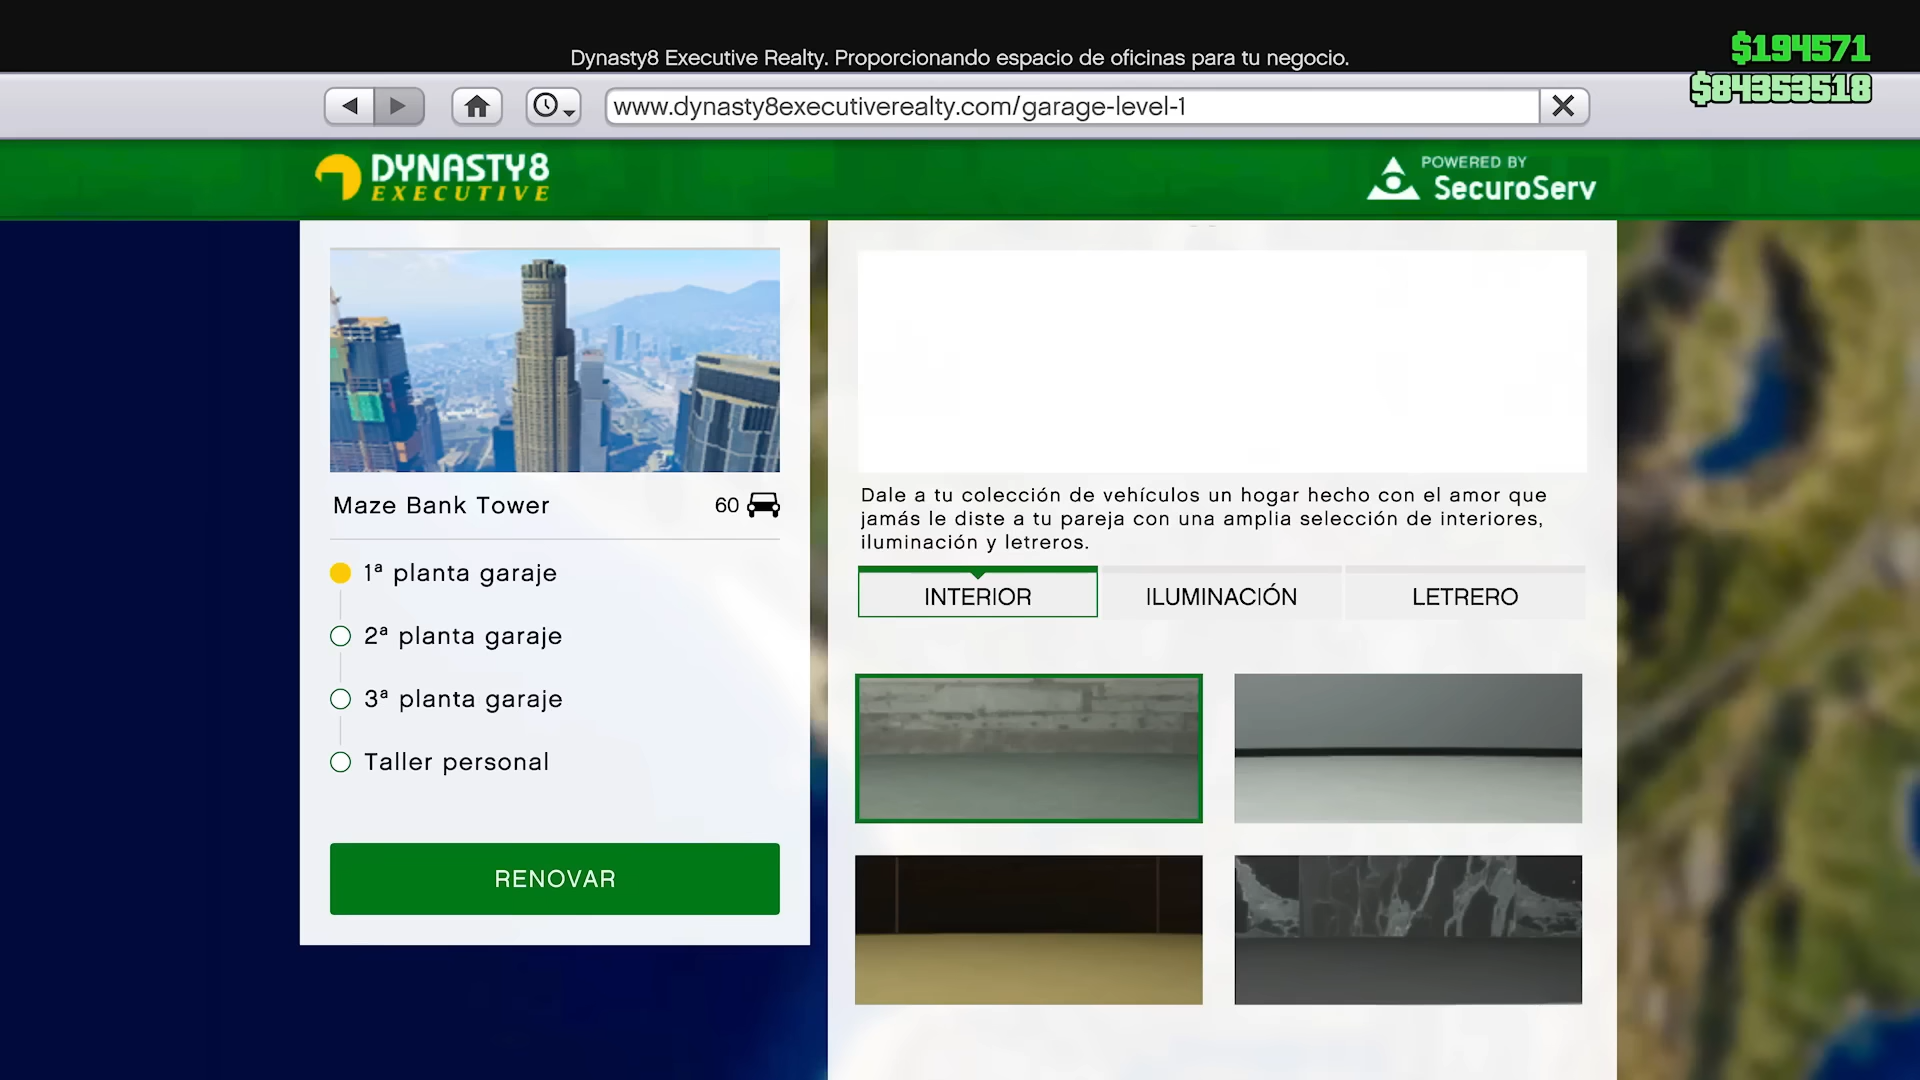 Dynasty8 Executive Realty. Proporcionando espacio de oficinas para tu negocio.
$194571
$84353518
www.dynasty8executiverealty.com/garage-level-1
DYNASTY8
EXECUTIVE
POWERED BY
SecuroServ
Maze Bank Tower
60
1ª planta garaje
2ª planta garaje
3ª planta garaje
Taller personal
RENOVAR
Dale a tu colección de vehículos un hogar hecho con el amor que
jamás le diste a tu pareja con una amplia selección de interiores,
iluminación y letreros.
INTERIOR
ILUMINACIÓN
LETRERO